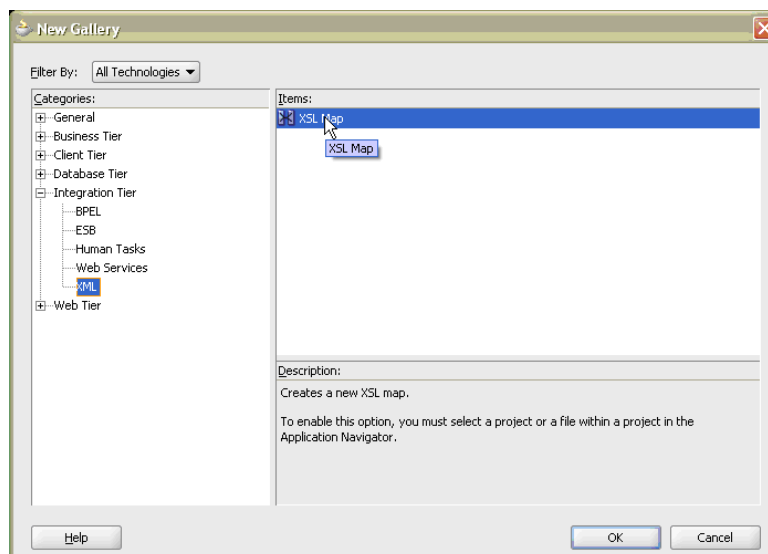 New Gallery
Filter By: All Technologies
Categories:
General
Business Tier
Client Tier
Database Tier
Integration Tier
BPEL
ESB
Human Tasks
Web Services
XML
Web Tier
Items:
XSL Map
XSL Map
Description:
Creates a new XSL map.
To enable this option, you must select a project or a file within a project in the
Application Navigator.
Help
OK
Cancel